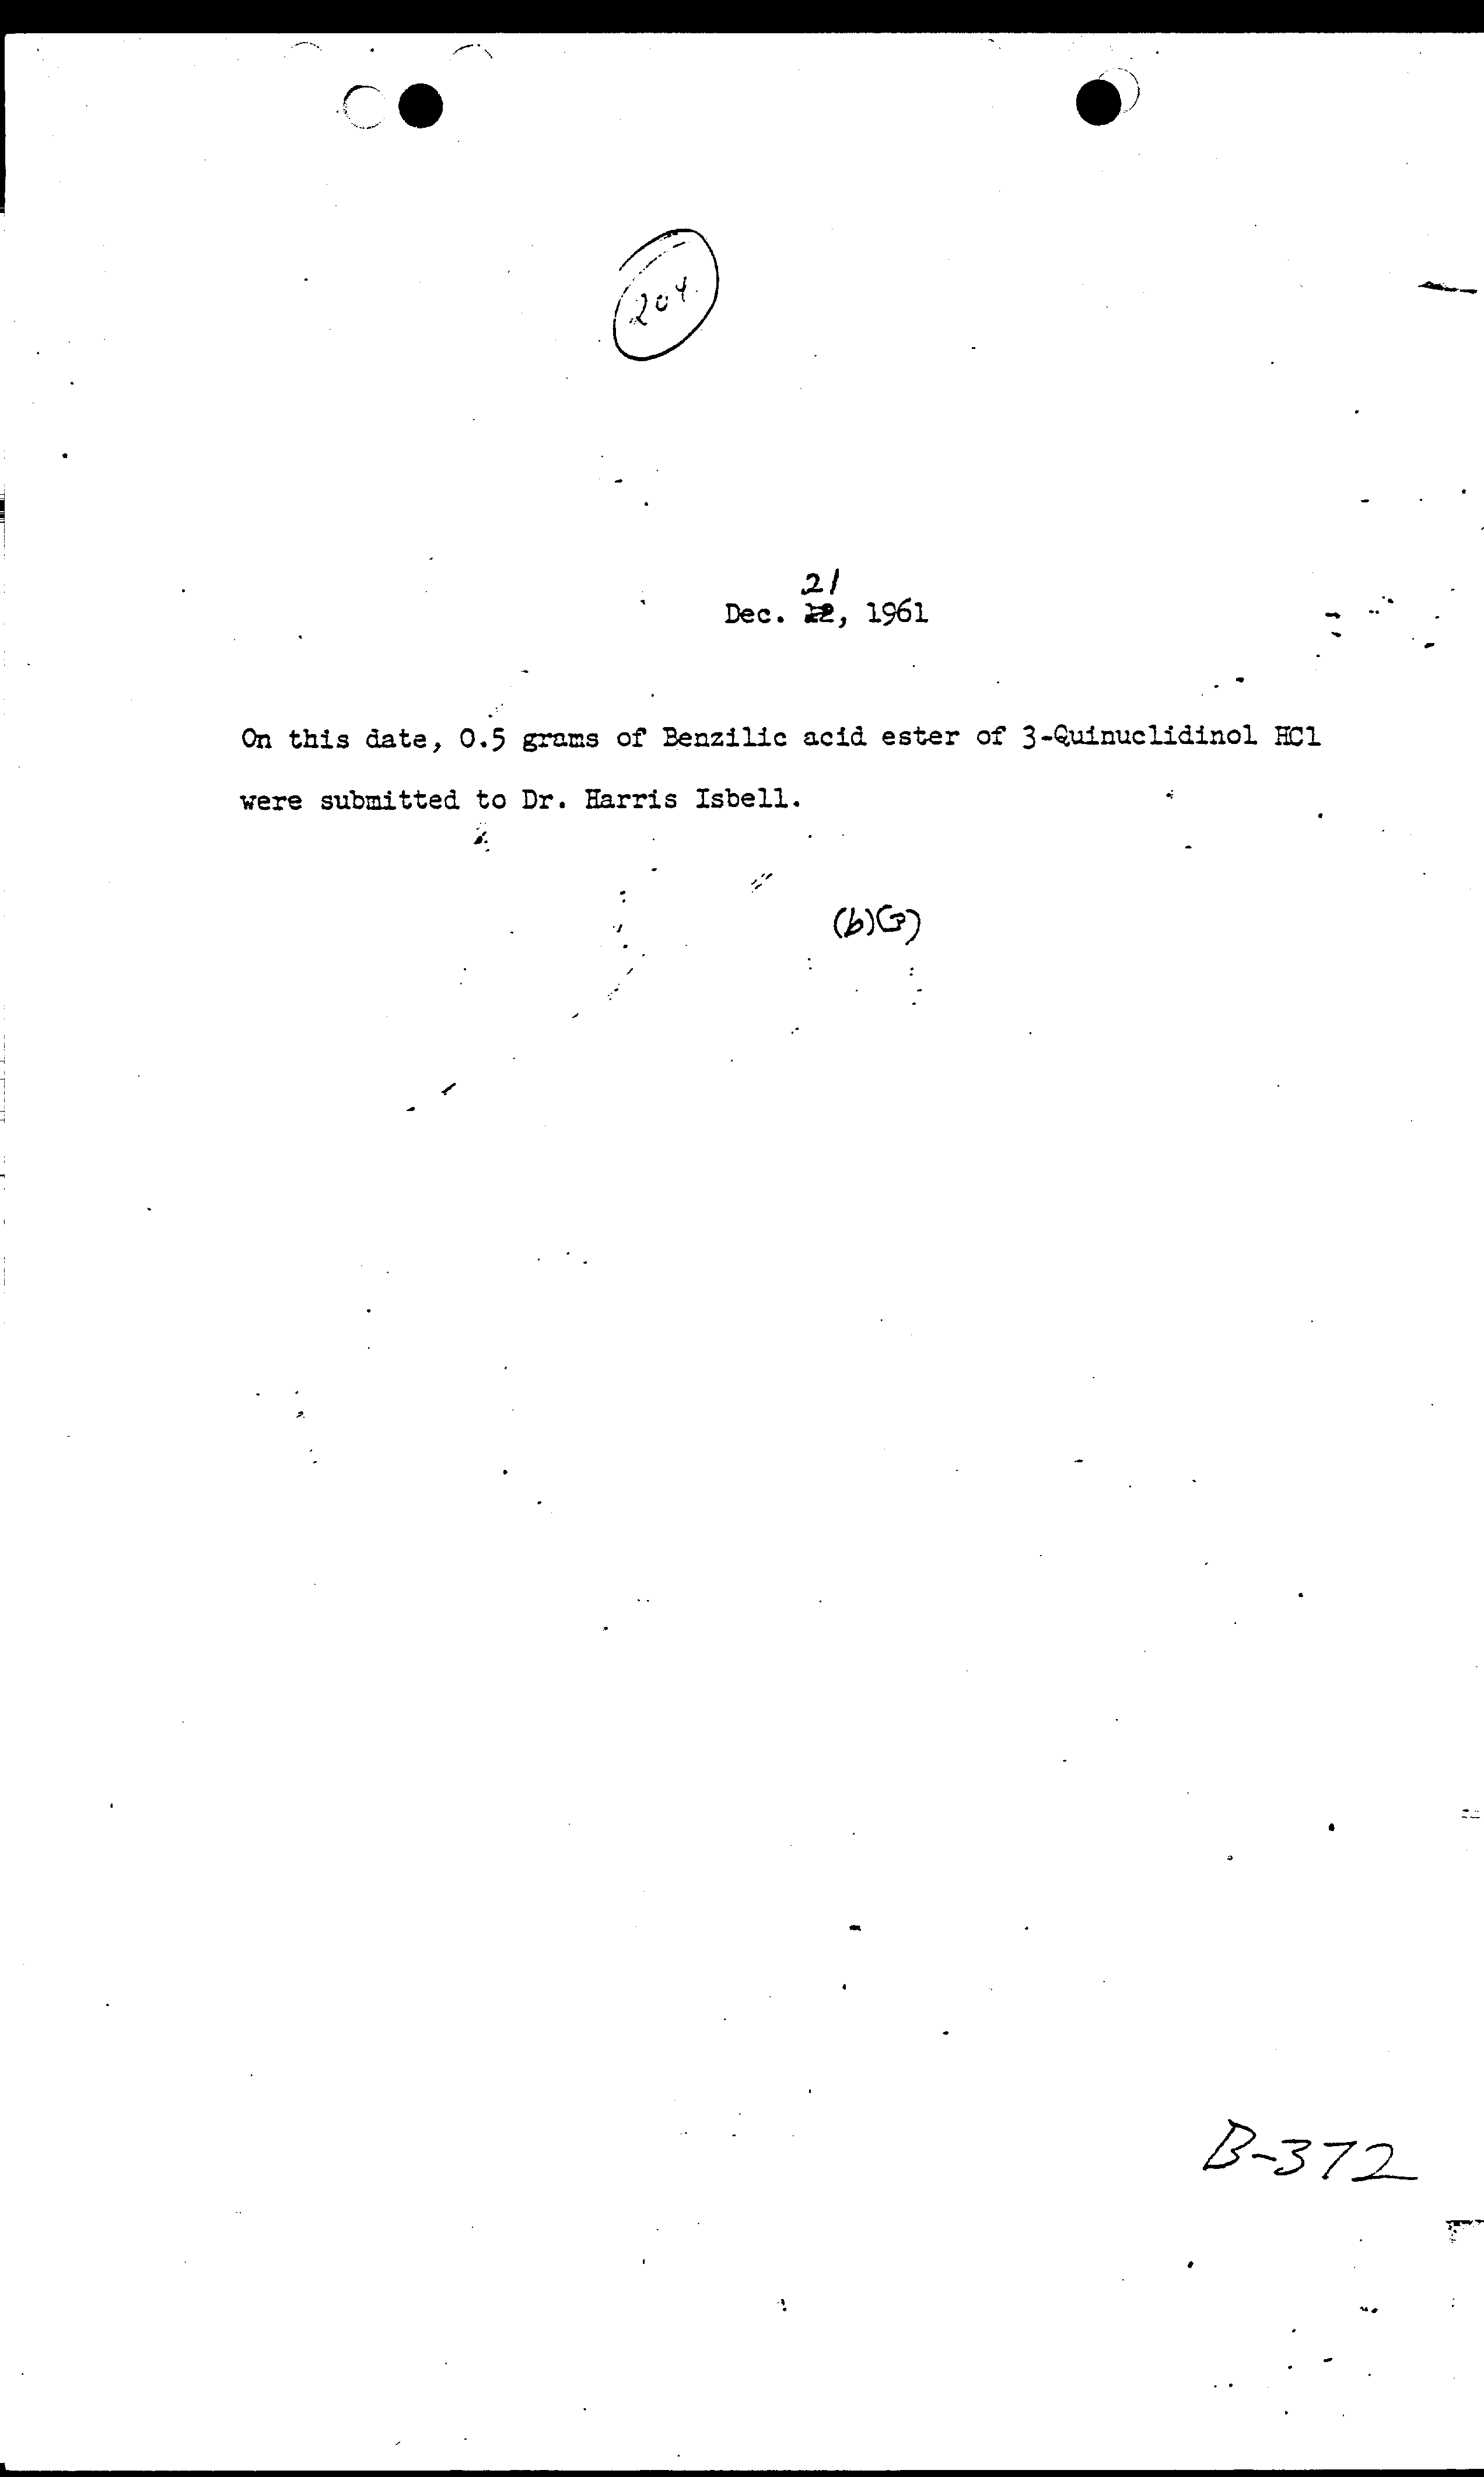 204.
21
Dec. 22, 1961
On this date, 0.5 grams of Benzilic acid ester of 3-Quinuclidinol HCl
were submitted to Dr. Harris Isbell.
(b)(3)
B-372